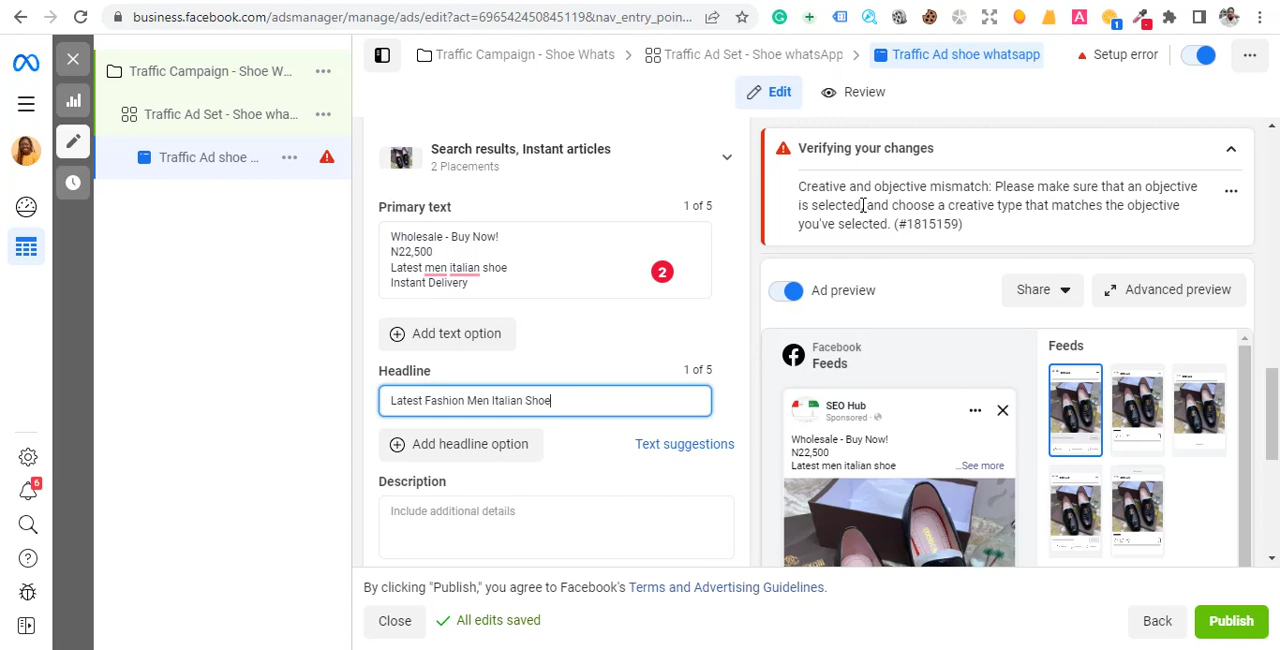 business.facebook.com/adsmanager/manage/ads/edit?act=696542450845119&nav_entry_poin...
A
1
Traffic Campaign - Shoe W...
Traffic Ad Set - Shoe wha...
Traffic Ad shoe ...
6
Traffic Campaign - Shoe Whats
Traffic Ad Set - Shoe whatsApp
Traffic Ad shoe whatsapp
Setup error
Edit
Review
Search results, Instant articles
2 Placements
Primary text
1 of 5
Wholesale - Buy Now!
N22,500
Latest men italian shoe
Instant Delivery
2
Add text option
Headline
1 of 5
Latest Fashion Men Italian Shoe
Add headline option
Text suggestions
Description
Include additional details
Verifying your changes
Creative and objective mismatch: Please make sure that an objective
is selected and choose a creative type that matches the objective
you've selected. (#1815159)
Ad preview
Share
Advanced preview
Facebook
Feeds
SEO Hub
Sponsored
Wholesale - Buy Now!
N22,500
Latest men italian shoe
...See more
Feeds
By clicking "Publish," you agree to Facebook's Terms and Advertising Guidelines.
Close
All edits saved
Back
Publish